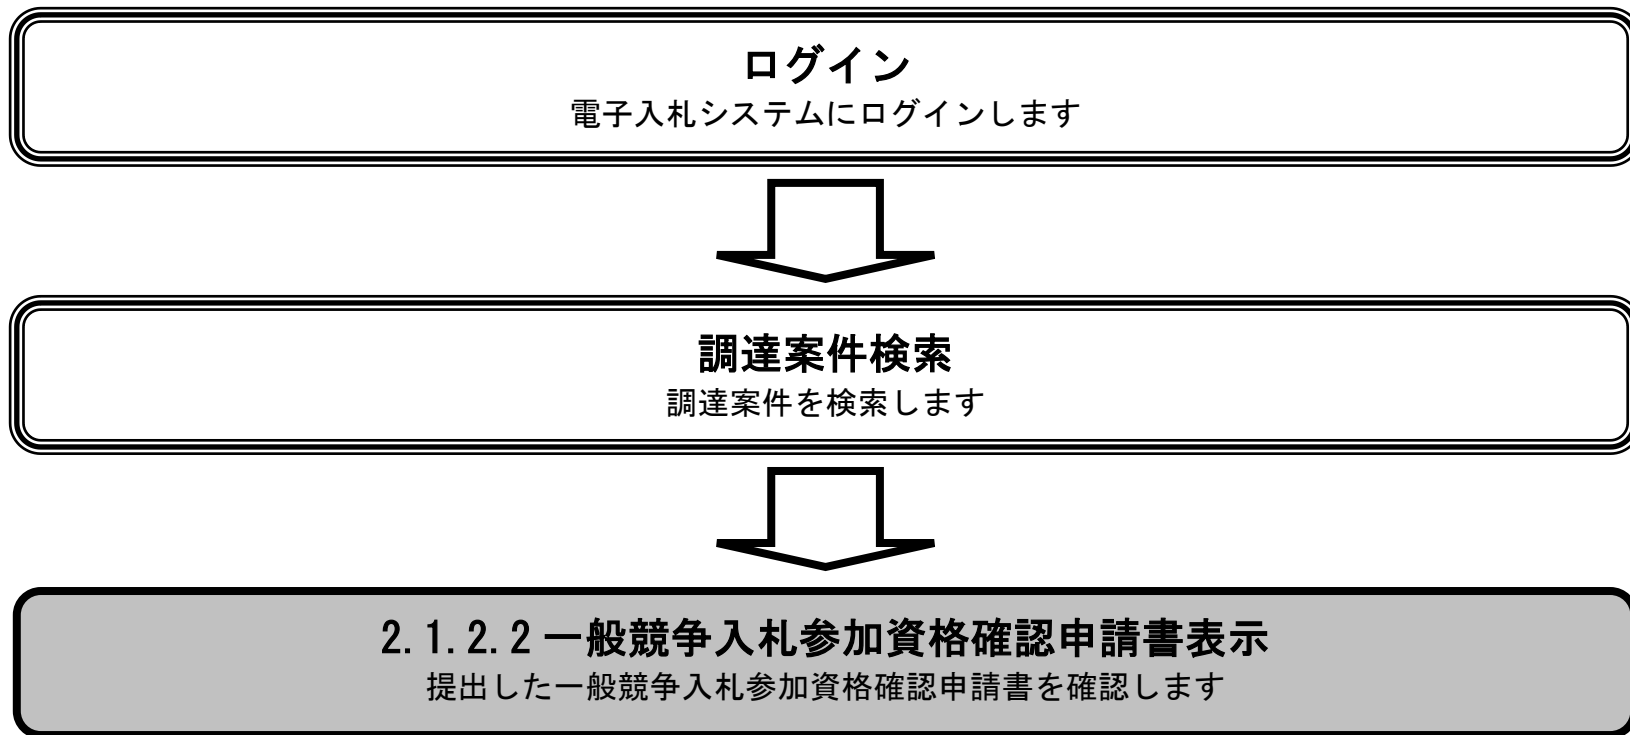 ログイン
電子入札システムにログインします
調達案件検索
調達案件を検索します
2.1.2.2 一般競争入札参加資格確認申請書表示
提出した一般競争入札参加資格確認申請書を確認します